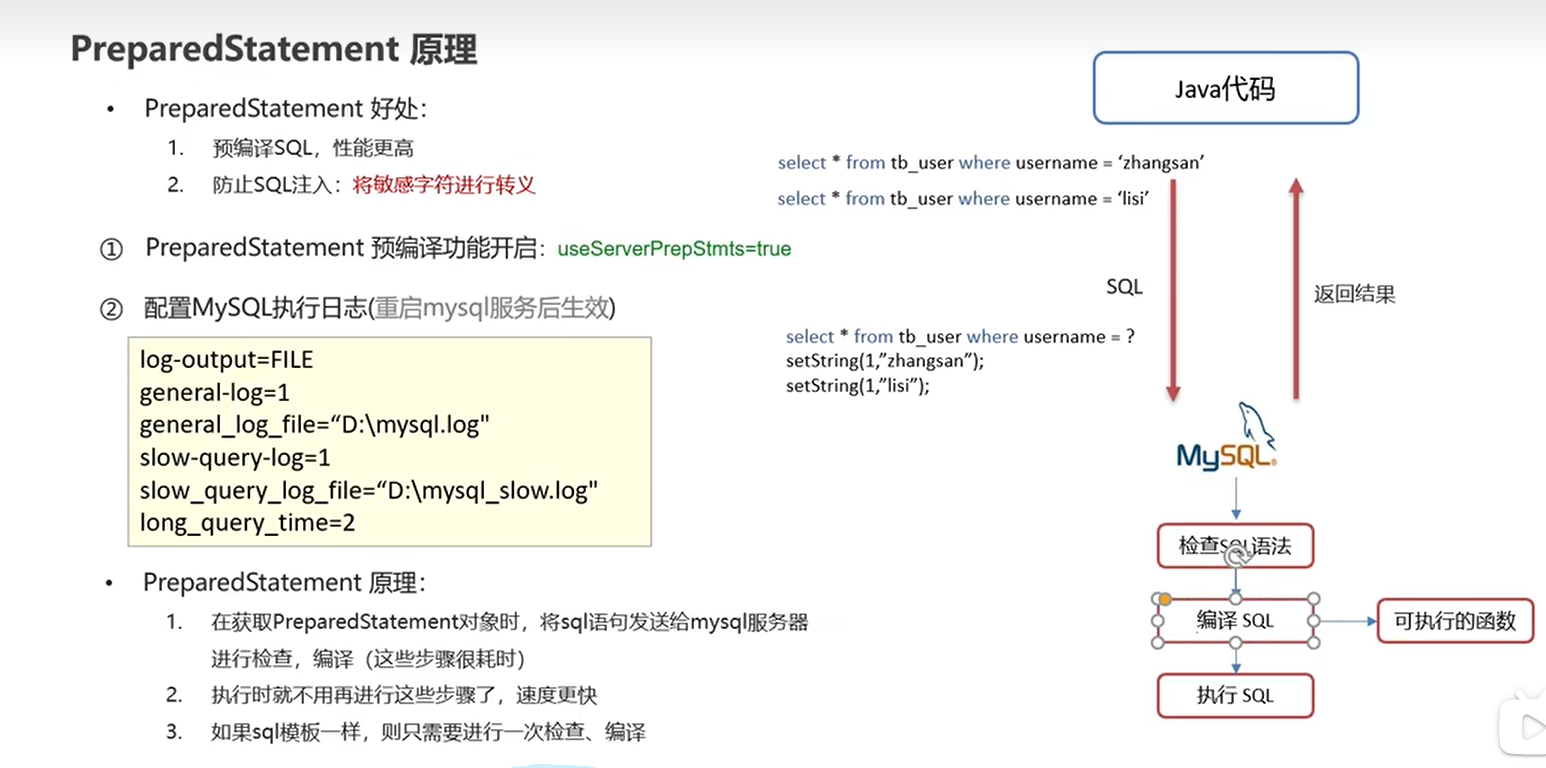 PreparedStatement 原理
• PreparedStatement 好处：
1. 预编译SQL，性能更高
2. 防止SQL注入：将敏感字符进行转义
① PreparedStatement 预编译功能开启：useServerPrepStmts=true
② 配置MySQL执行日志(重启mysql服务后生效)
log-output=FILE
general-log=1
general_log_file=“D:\mysql.log"
slow-query-log=1
slow_query_log_file=“D:\mysql_slow.log"
long_query_time=2
• PreparedStatement 原理：
1. 在获取PreparedStatement对象时，将sql语句发送给mysql服务器
进行检查，编译（这些步骤很耗时）
2. 执行时就不用再进行这些步骤了，速度更快
3. 如果sql模板一样，则只需要进行一次检查、编译
Java代码
select * from tb_user where username = ‘zhangsan’
select * from tb_user where username = ‘lisi’
SQL
返回结果
select * from tb_user where username = ?
setString(1,”zhangsan”);
setString(1,”lisi”);
MySQL®
检查SQL语法
编译 SQL
可执行的函数
执行 SQL